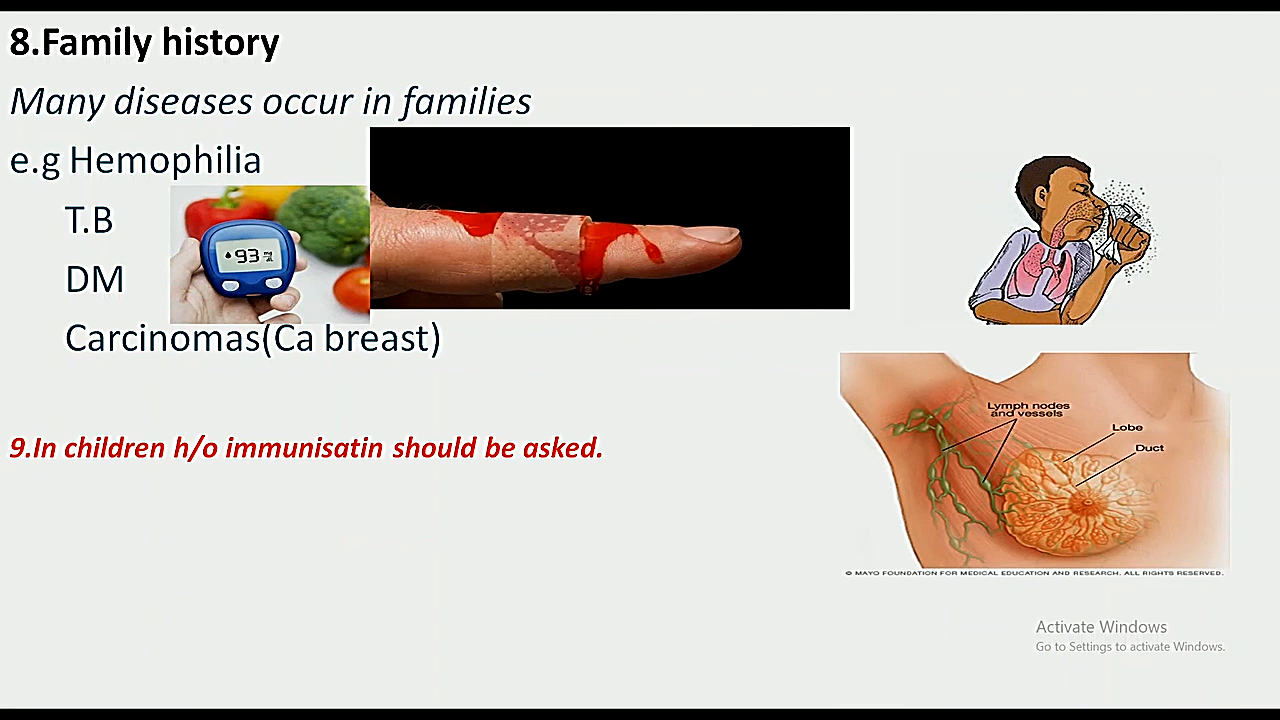 8.Family history
Many diseases occur in families
e.g Hemophilia
T.B
DM
Carcinomas(Ca breast)
9.In children h/o immunisatin should be asked.
93
Lymph nodes
and vessels
Lobe
Duct
© MAYO FOUNDATION FOR MEDICAL EDUCATION AND RESEARCH. ALL RIGHTS RESERVED.
Activate Windows
Go to Settings to activate Windows.